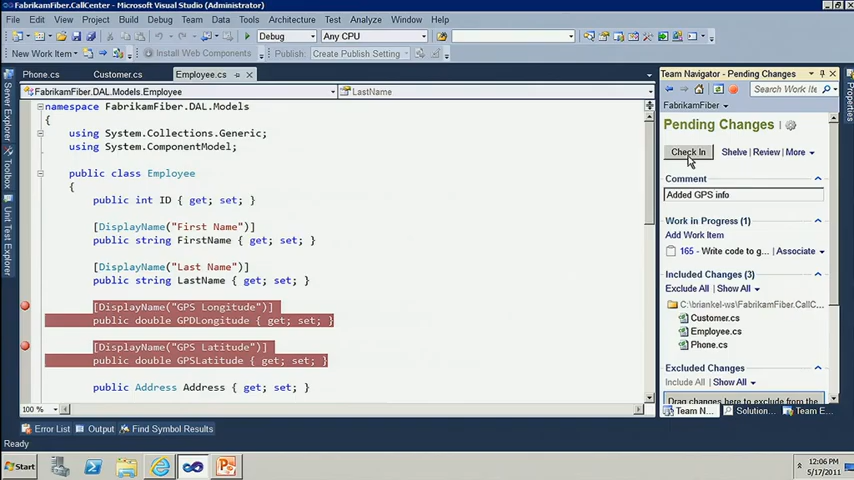 FabrikamFiber.CallCenter - Microsoft Visual Studio (Administrator)
File Edit View Project Build Debug Team Data Tools Architecture Test Analyze Window Help
Debug Any CPU
New Work Item Install Web Components Publish: Create Publish Settings
Phone.cs Customer.cs Employee.cs
FabrikamFiber.DAL.Models.Employee LastName
namespace FabrikamFiber.DAL.Models
{
using System.Collections.Generic;
using System.ComponentModel;
public class Employee
{
public int ID { get; set; }
[DisplayName("First Name")]
public string FirstName { get; set; }
[DisplayName("Last Name")]
public string LastName { get; set; }
[DisplayName("GPS Longitude")]
public double GPDLongitude { get; set; }
[DisplayName("GPS Latitude")]
public double GPSLatitude { get; set; }
public Address Address { get; set; }
100 %
Server Explorer
Toolbox
Unit Test Explorer
Team Navigator - Pending Changes
Search Work Ite
FabrikamFiber
Pending Changes
Check In Shelve Review More
Comment
Added GPS info
Work in Progress (1)
Add Work Item
165 - Write code to g... Associate
Included Changes (3)
Exclude All Show All
C:\briankel-ws\FabrikamFiber.CallC...
Customer.cs
Employee.cs
Phone.cs
Excluded Changes
Include All Show All
Drag changes here to exclude from the
Team N... Solution... Team E...
Properties
Error List Output Find Symbol Results
Ready
Start
12:06 PM
5/17/2011